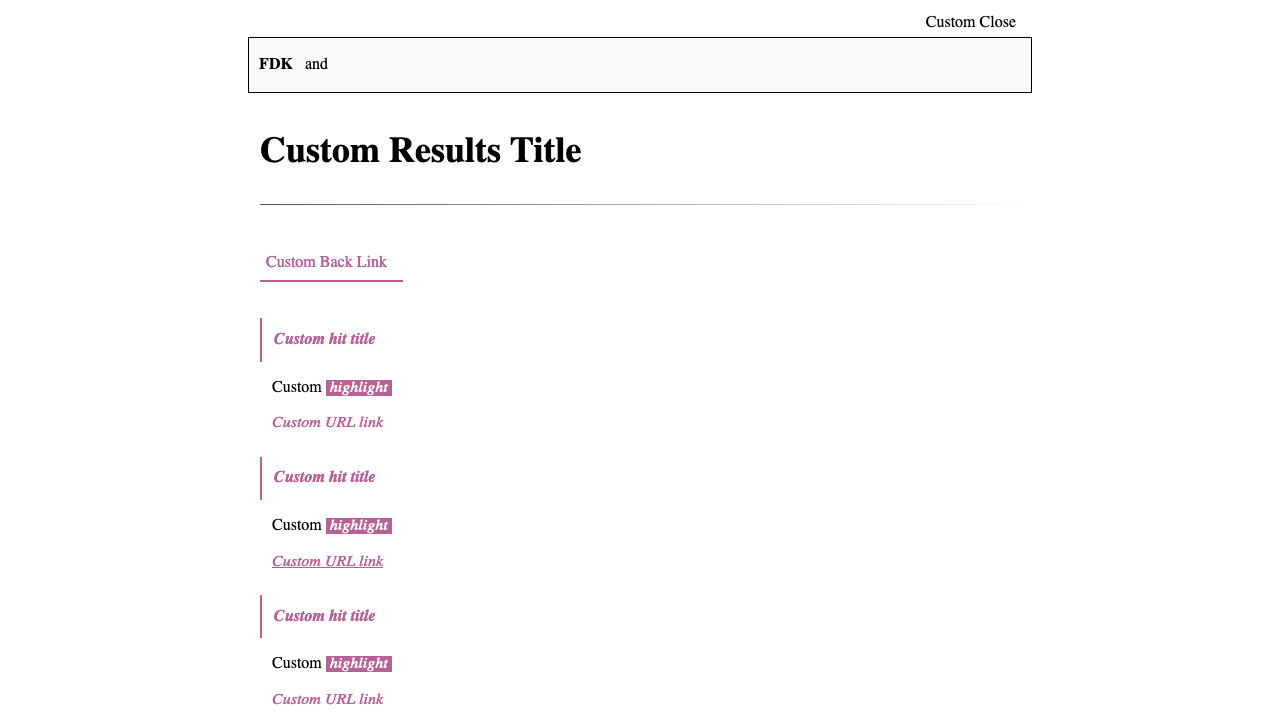 Custom Close
FDK and
Custom Results Title
Custom Back Link
Custom hit title
Custom highlight
Custom URL link
Custom hit title
Custom highlight
Custom URL link
Custom hit title
Custom highlight
Custom URL link